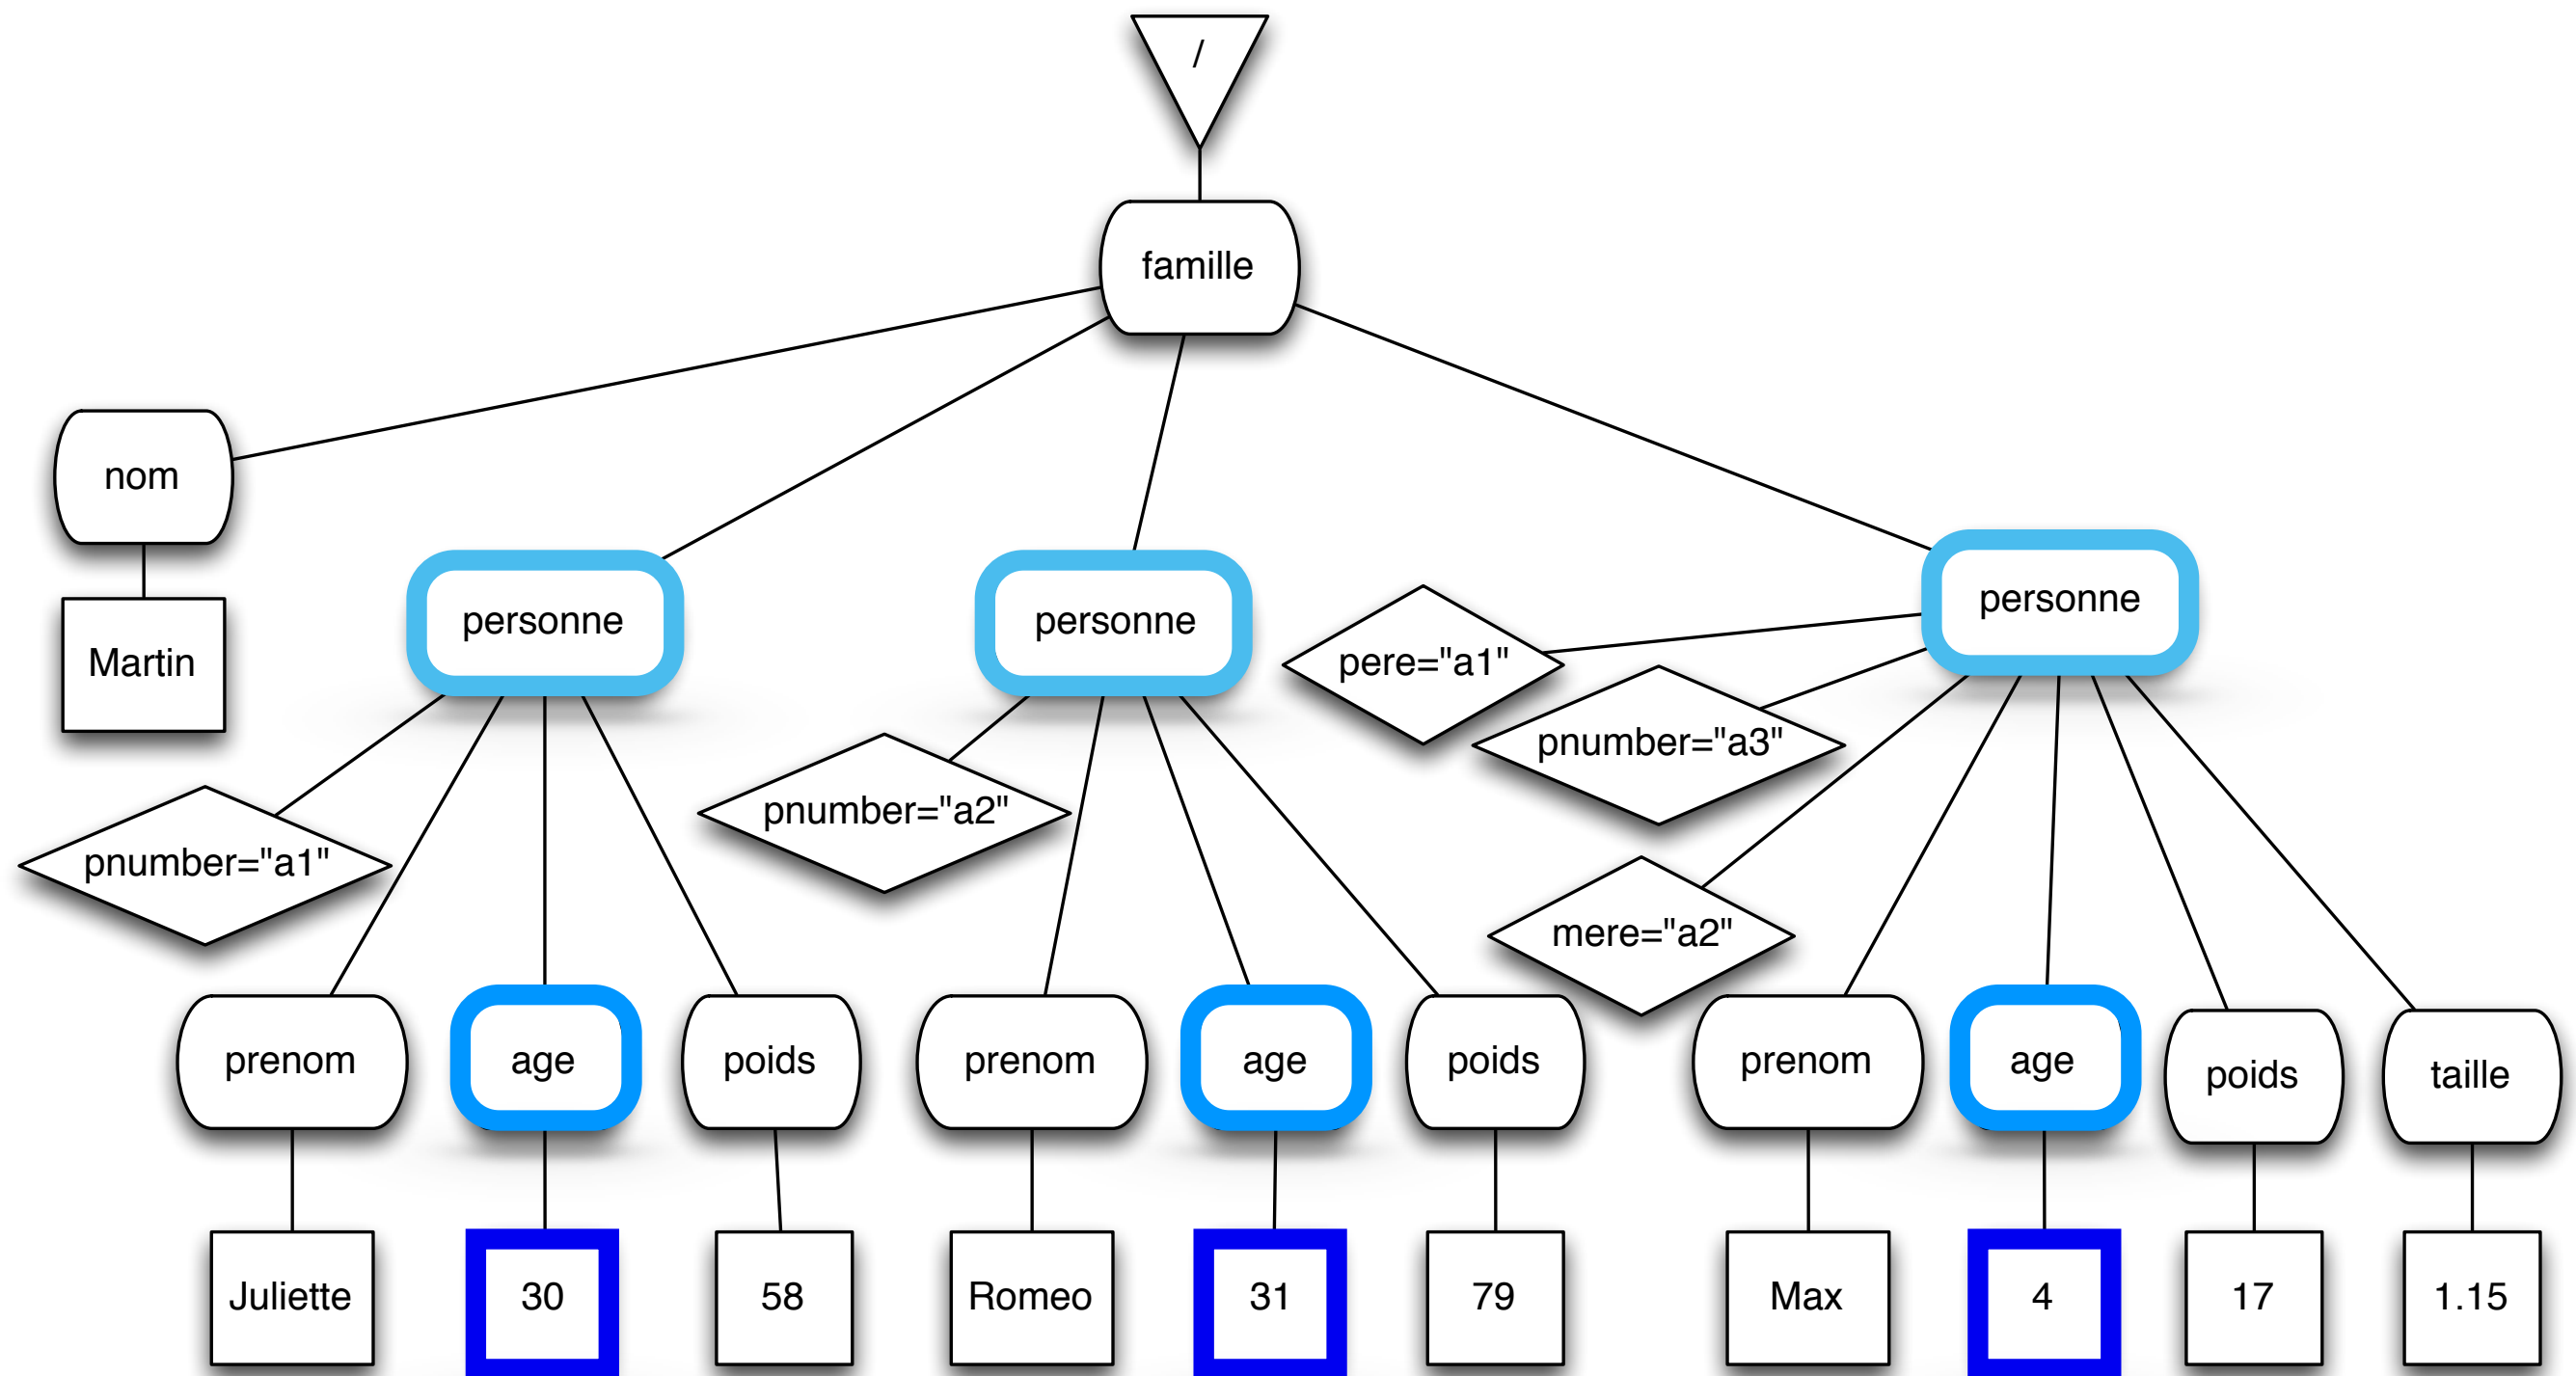 /
famille
nom
Martin
personne
personne
personne
pere="a1"
pnumber="a3"
pnumber="a2"
pnumber="a1"
mere="a2"
prenom
age
poids
prenom
age
poids
prenom
age
poids
taille
Juliette
30
58
Romeo
31
79
Max
4
17
1.15